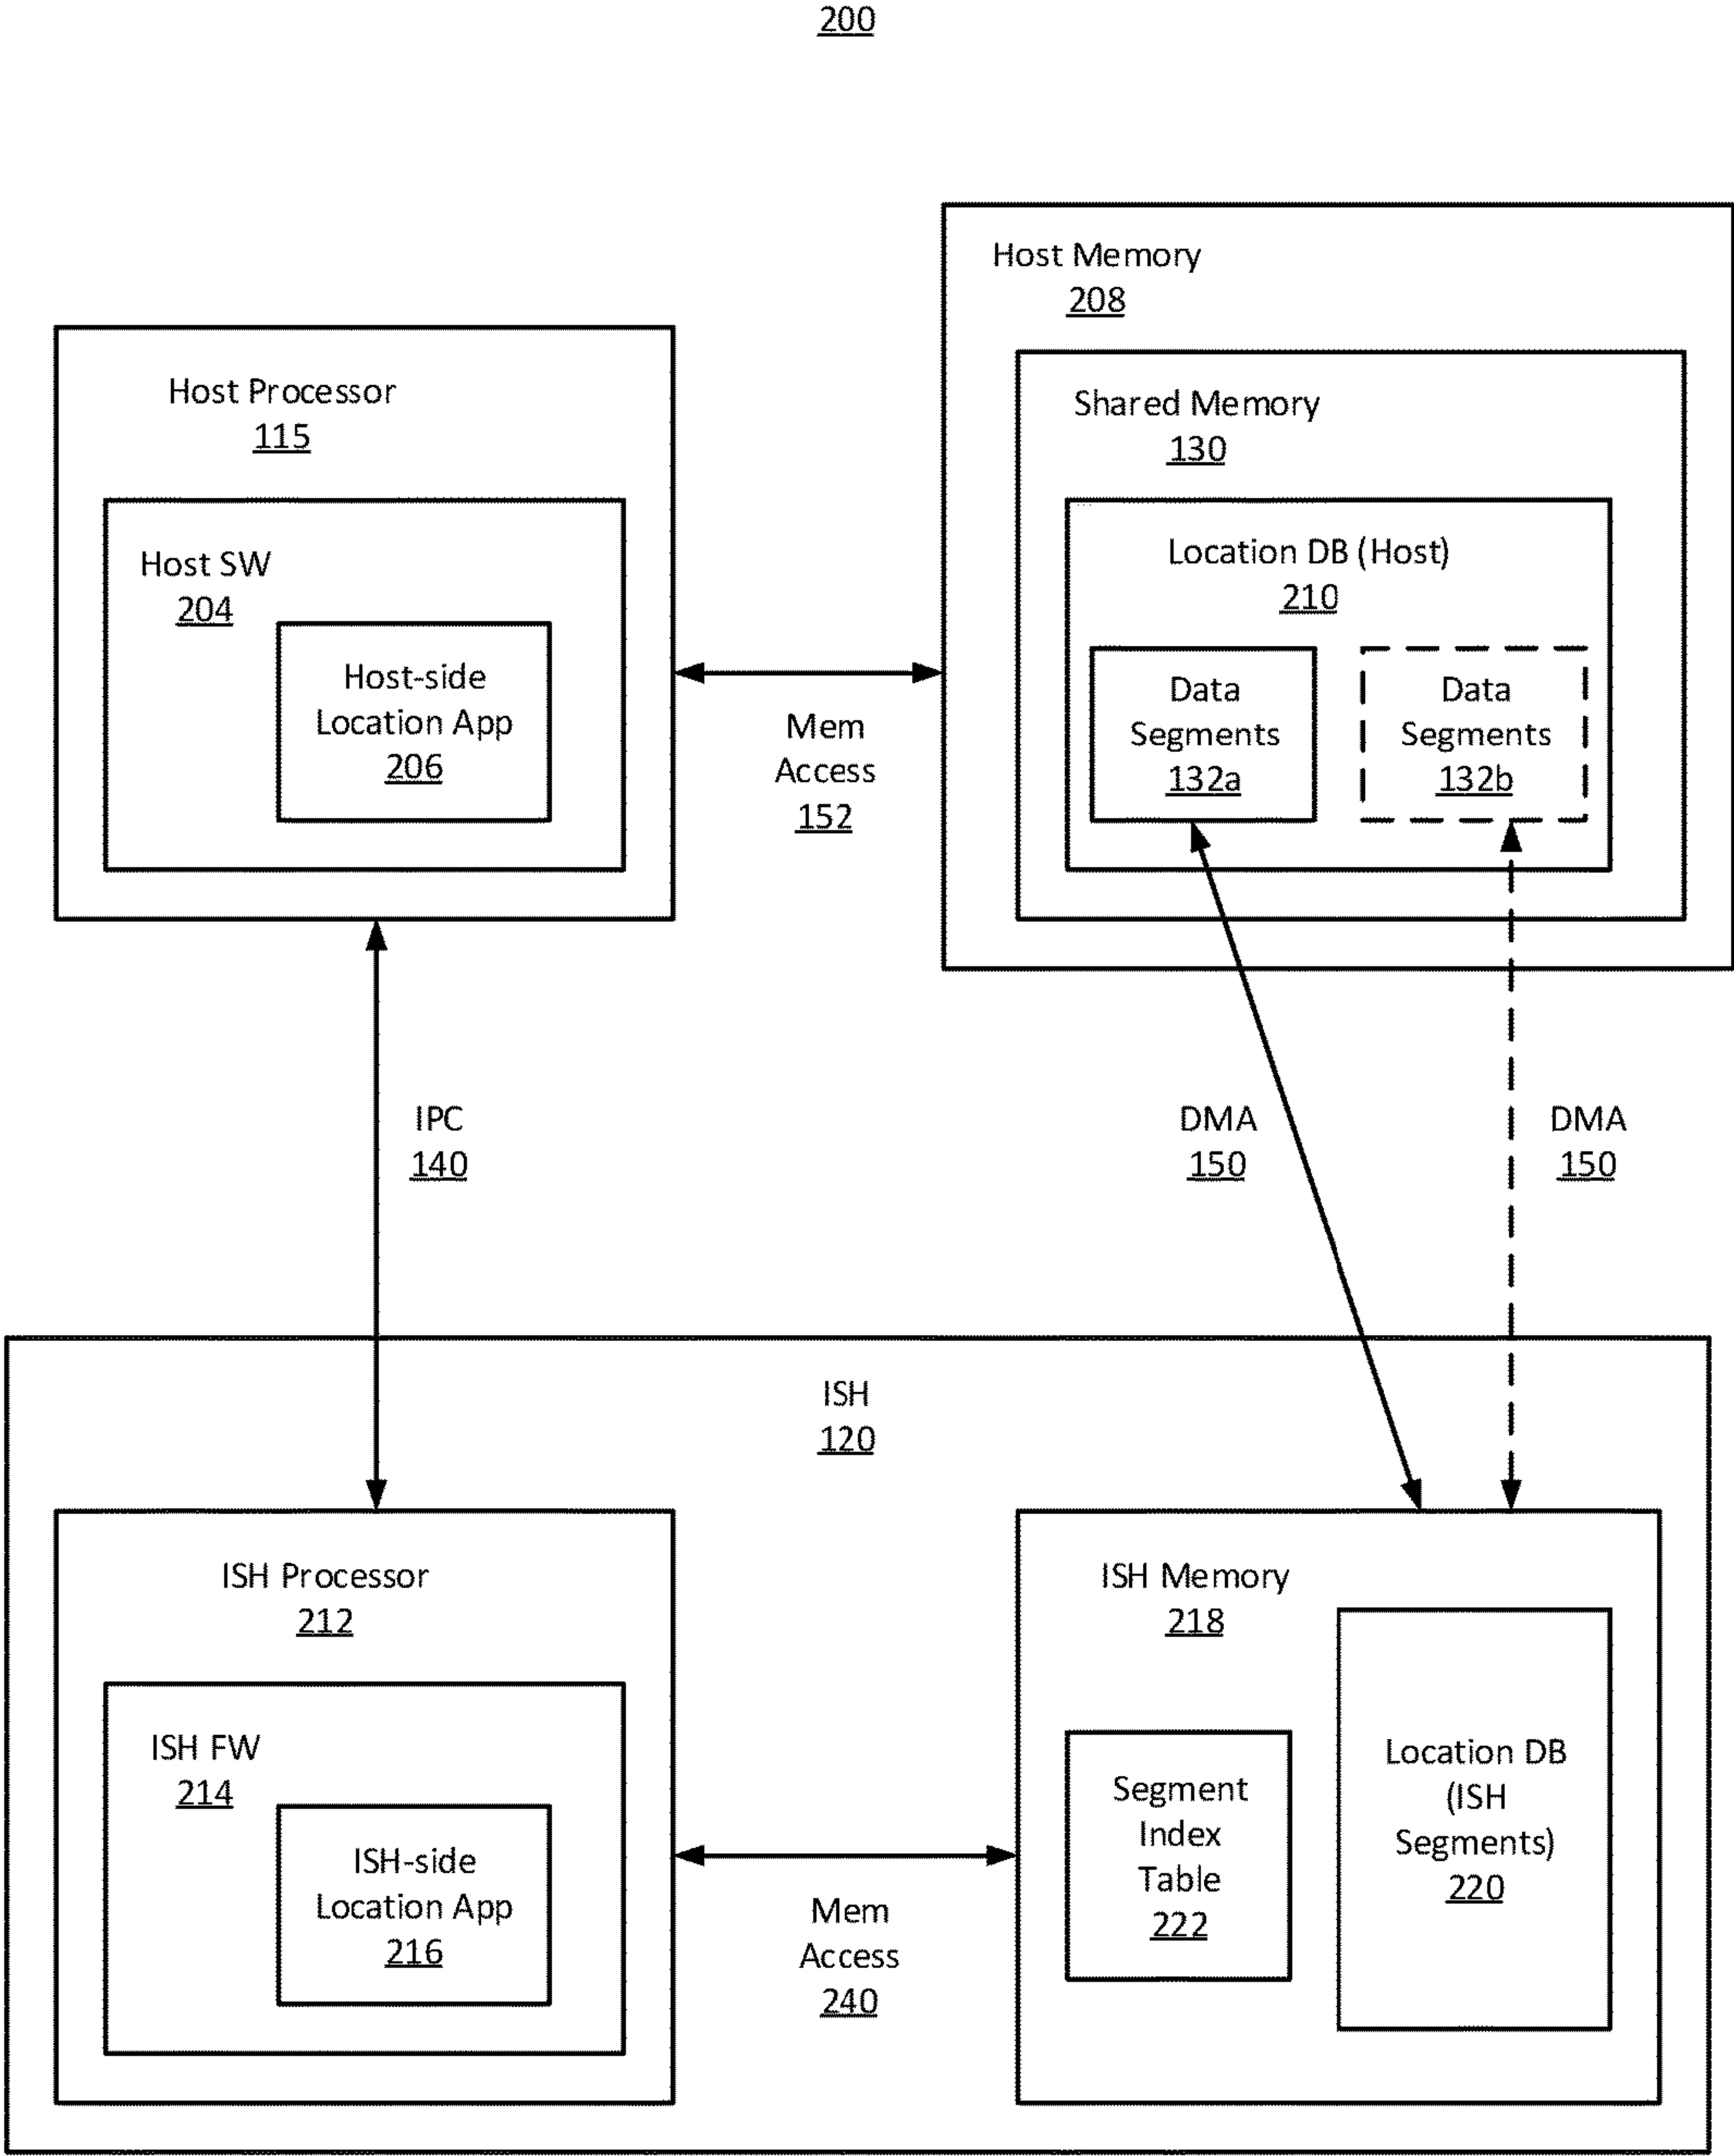 200
Host Memory
208
Host Processor
115
Shared Memory
130
Host SW
204
Location DB (Host)
210
Host-side
Location App
206
Data
Segments
132a
Data
Segments
132b
Mem
Access
152
IPC
140
DMA
150
DMA
150
ISH
120
ISH Processor
212
ISH Memory
218
ISH FW
214
ISH-side
Location App
216
Segment
Index
Table
222
Location DB
(ISH
Segments)
220
Mem
Access
240